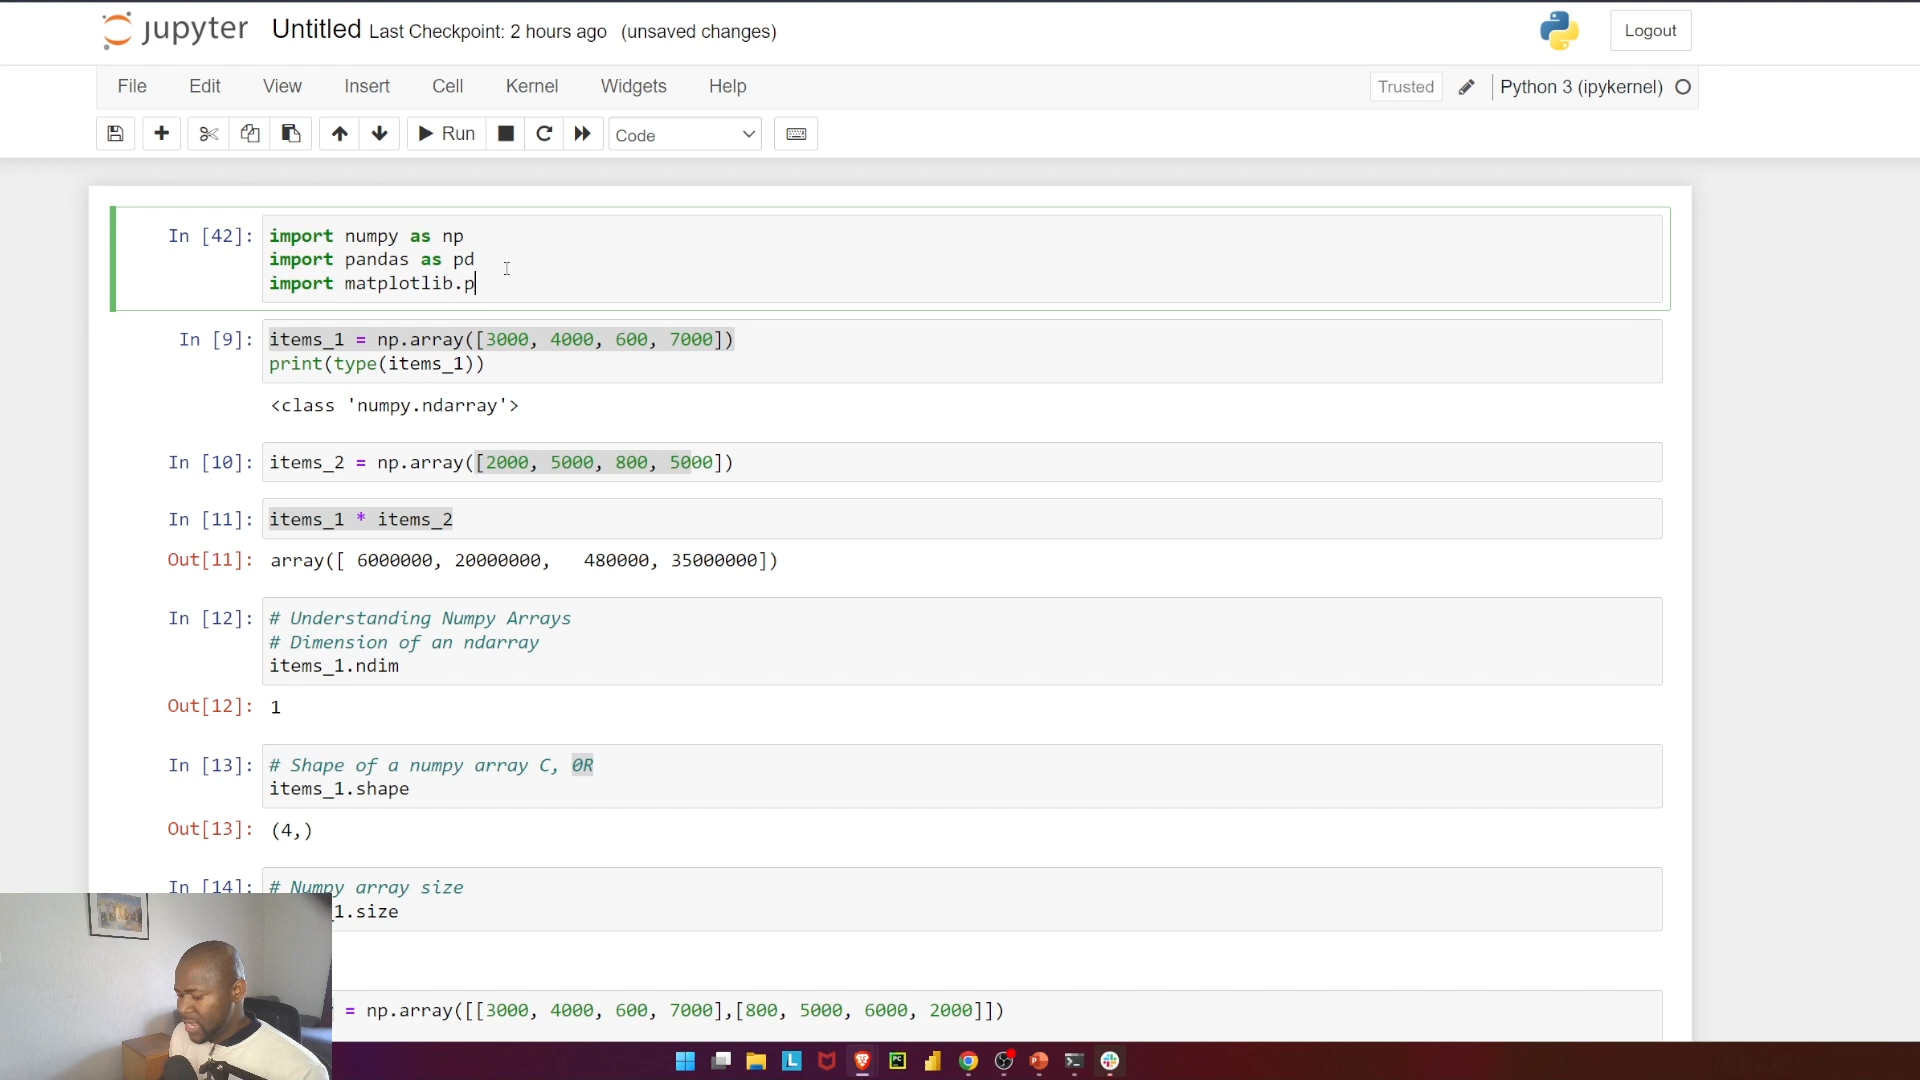 jupyter Untitled Last Checkpoint: 2 hours ago (unsaved changes) Logout
File Edit View Insert Cell Kernel Widgets Help Trusted Python 3 (ipykernel)
Run Code
In [42]: import numpy as np
import pandas as pd
import matplotlib.p
In [9]: items_1 = np.array([3000, 4000, 600, 7000])
print(type(items_1))
<class 'numpy.ndarray'>
In [10]: items_2 = np.array([2000, 5000, 800, 5000])
In [11]: items_1 * items_2
Out[11]: array([ 6000000, 20000000,   480000, 35000000])
In [12]: # Understanding Numpy Arrays
# Dimension of an ndarray
items_1.ndim
Out[12]: 1
In [13]: # Shape of a numpy array C, 0R
items_1.shape
Out[13]: (4,)
In [14]: # Numpy array size
_1.size
= np.array([[3000, 4000, 600, 7000],[800, 5000, 6000, 2000]])